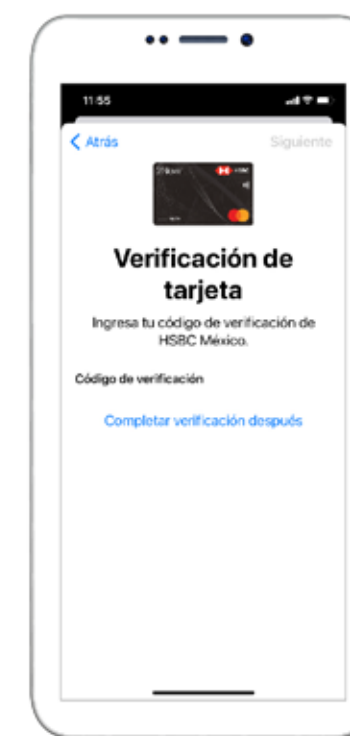 11:55
Atrás Siguiente
HSBC
Verificación de
tarjeta
Ingresa tu código de verificación de
HSBC México.
Código de verificación
Completar verificación después